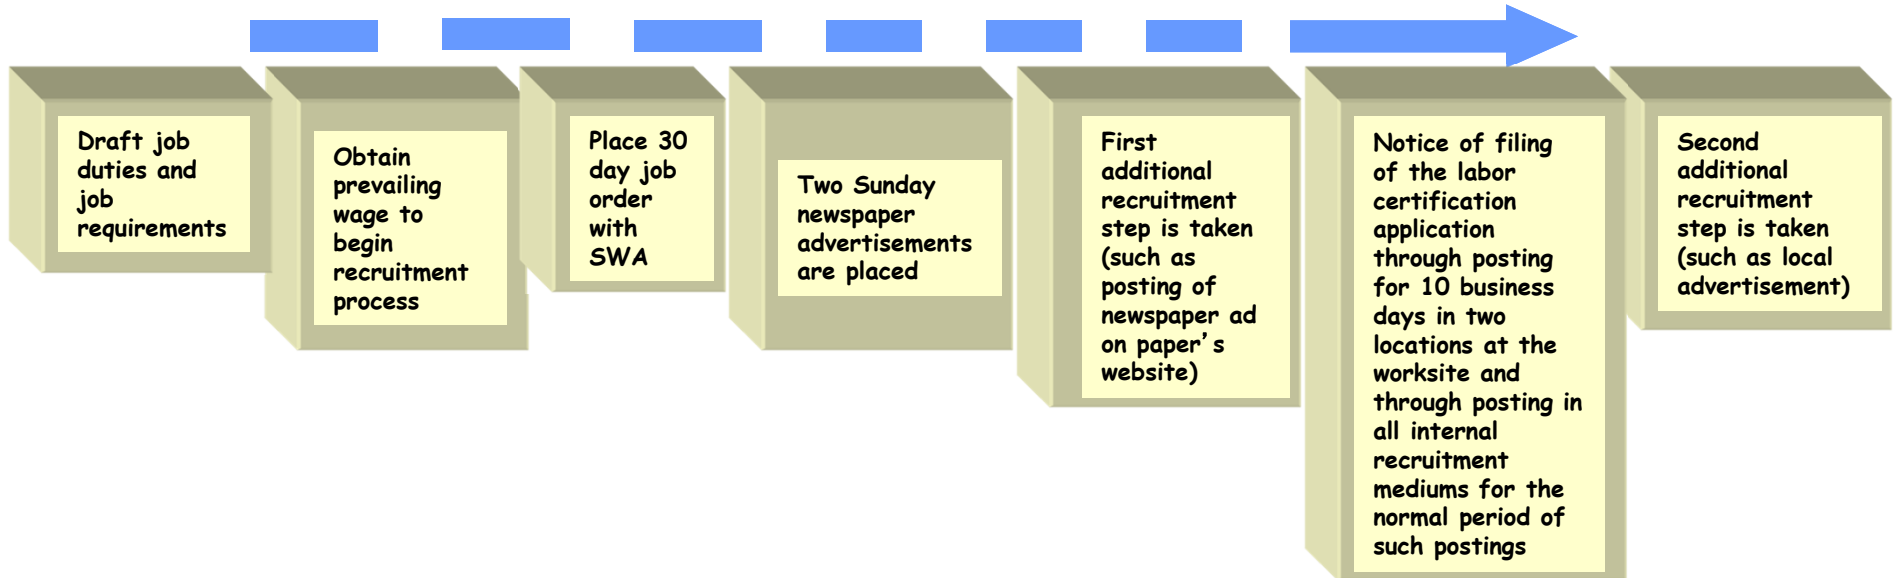 Draft job
duties and
job
requirements
Obtain
prevailing
wage to
begin
recruitment
process
Place 30
day job
order
with
SWA
Two Sunday
newspaper
advertisements
are placed
First
additional
recruitment
step is taken
(such as
posting of
newspaper ad
on paper’s
website)
Notice of filing
of the labor
certification
application
through posting
for 10 business
days in two
locations at the
worksite and
through posting in
all internal
recruitment
mediums for the
normal period of
such postings
Second
additional
recruitment
step is taken
(such as local
advertisement)